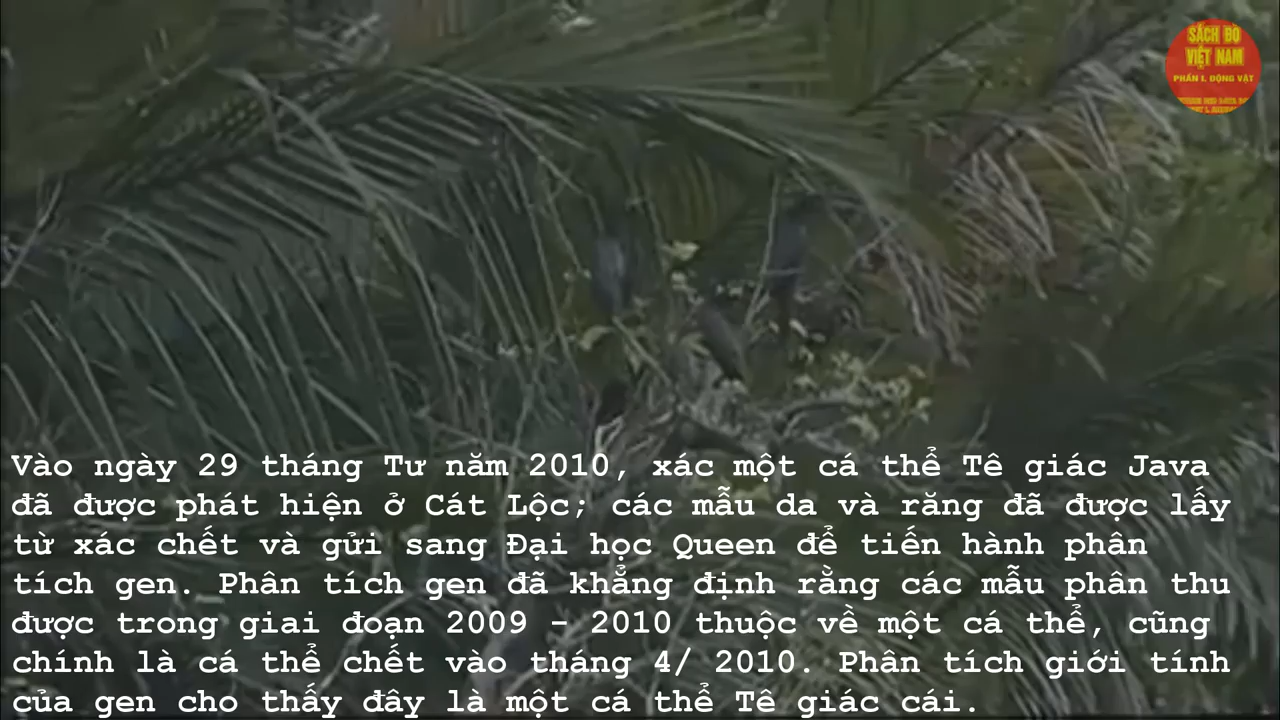 SÁCH ĐỎ
VIỆT NAM
PHẦN I. ĐỘNG VẬT
Vào ngày 29 tháng Tư năm 2010, xác một cá thể Tê giác Java
đã được phát hiện ở Cát Lộc; các mẫu da và răng đã được lấy
từ xác chết và gửi sang Đại học Queen để tiến hành phân
tích gen. Phân tích gen đã khẳng định rằng các mẫu phân thu
được trong giai đoạn 2009 - 2010 thuộc về một cá thể, cũng
chính là cá thể chết vào tháng 4/ 2010. Phân tích giới tính
của gen cho thấy đây là một cá thể Tê giác cái.